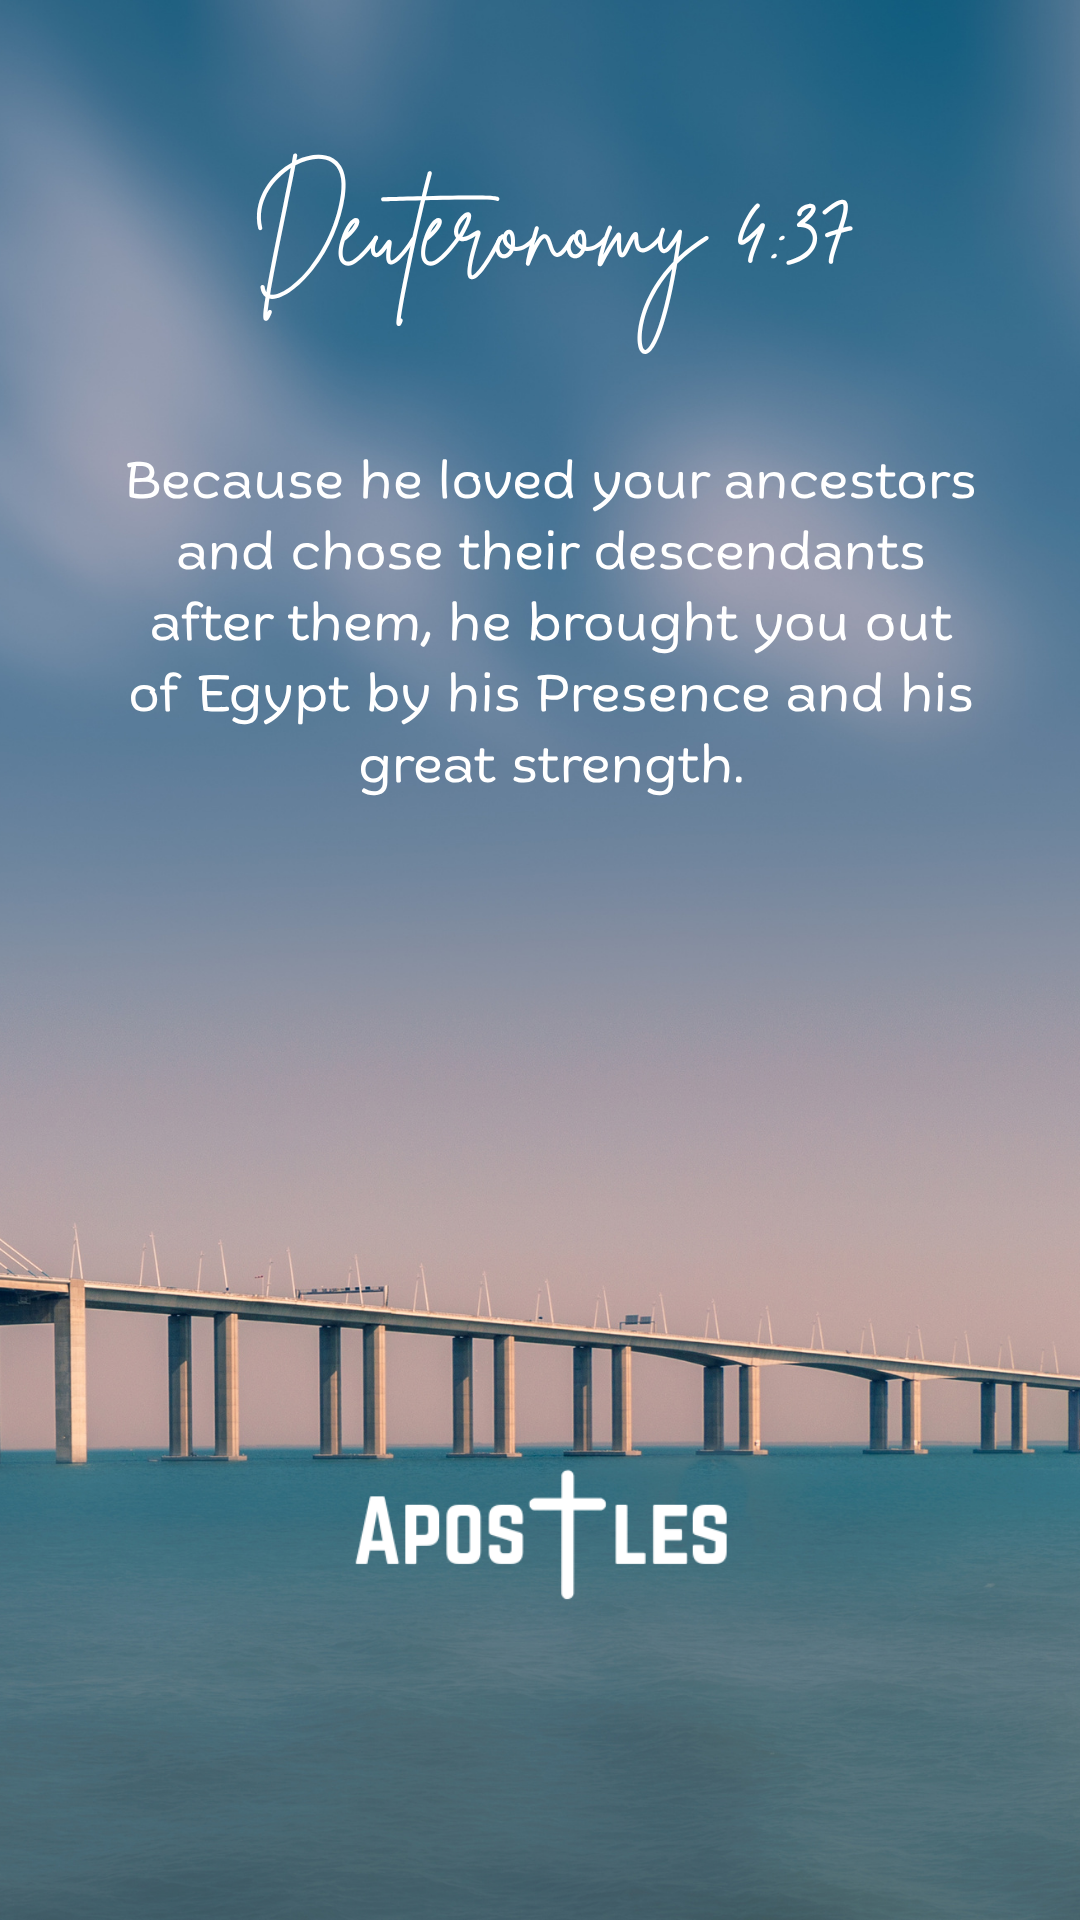 Deuteronomy 4:37
Because he loved your ancestors
and chose their descendants
after them, he brought you out
of Egypt by his Presence and his
great strength.
APOSTLES